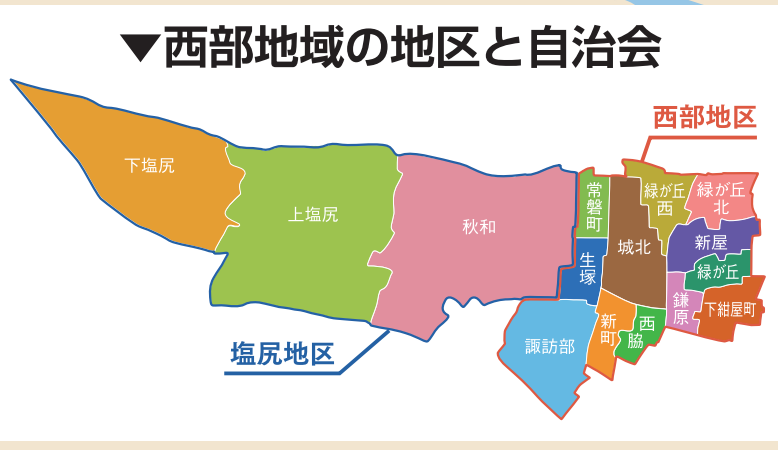 ▼西部地域の地区と自治会
西部地区
下塩尻
上塩尻
秋和
常
磐
町
城北
緑が丘
西
緑が丘
北
新屋
生
塚
緑が丘
鎌
原
下紺屋町
新
町
西
脇
諏訪部
塩尻地区